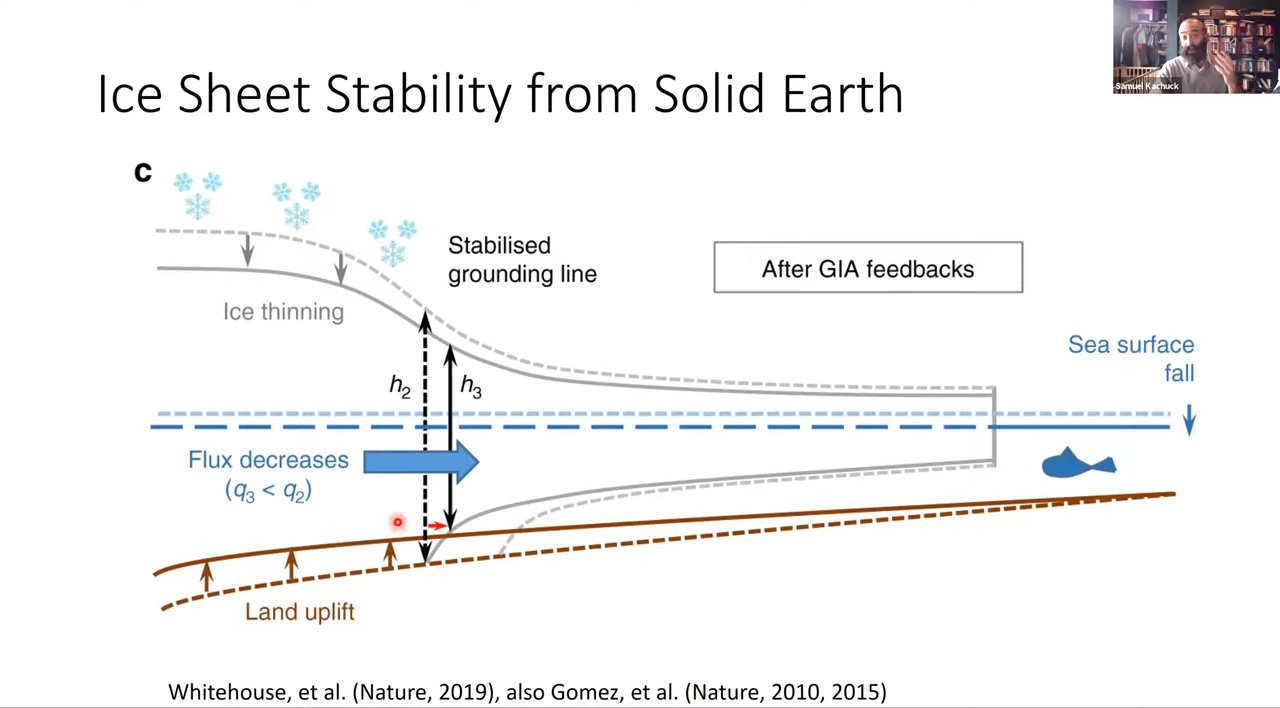 Samuel Kachuck
Ice Sheet Stability from Solid Earth
c
Stabilised
grounding line
After GIA feedbacks
Ice thinning
Sea surface
fall
h2
h3
Flux decreases
(q3 < q2)
Land uplift
Whitehouse, et al. (Nature, 2019), also Gomez, et al. (Nature, 2010, 2015)